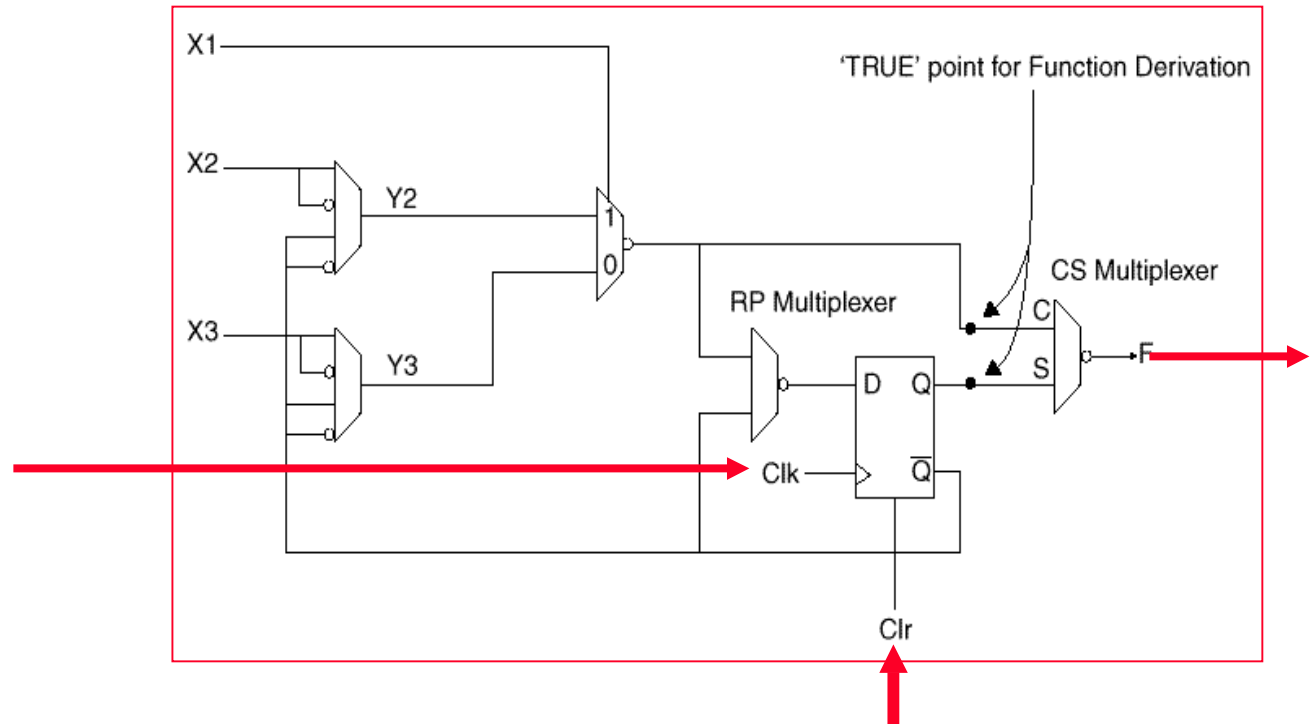 X1
'TRUE' point for Function Derivation
X2
Y2
1
0
CS Multiplexer
RP Multiplexer
C
X3
Y3
F
S
D Q
Clk
Q̅
Clr